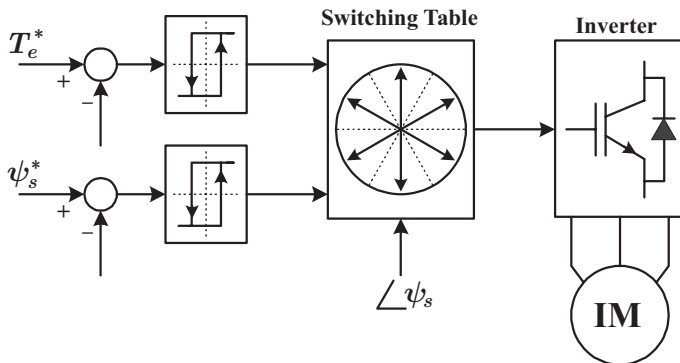 Switching Table
Inverter
T_e^*
+
−
ψ_s^*
+
−
∠ψ_s
IM